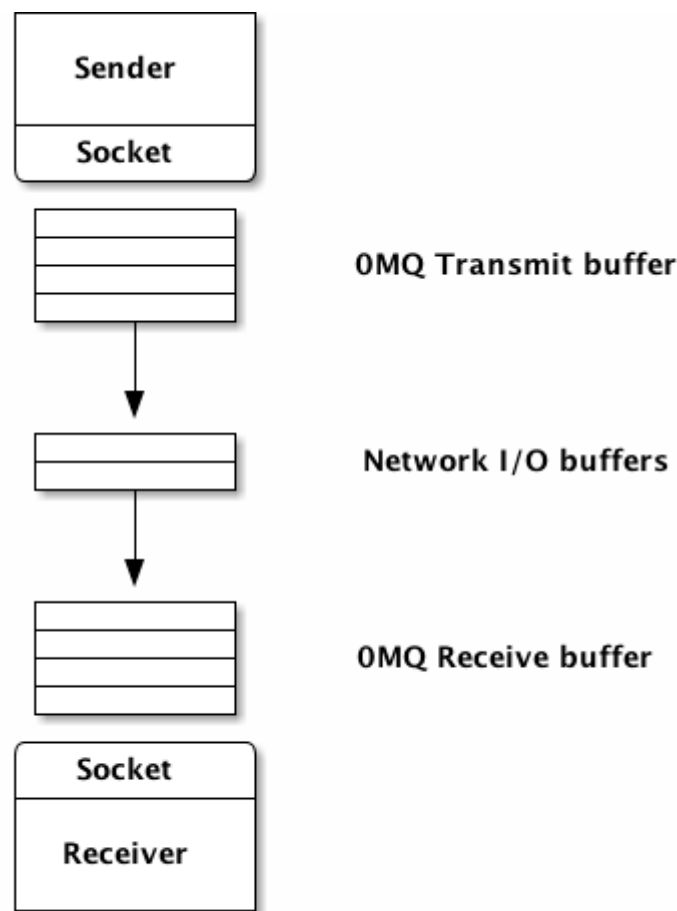 Sender
Socket
0MQ Transmit buffer
Network I/O buffers
0MQ Receive buffer
Socket
Receiver